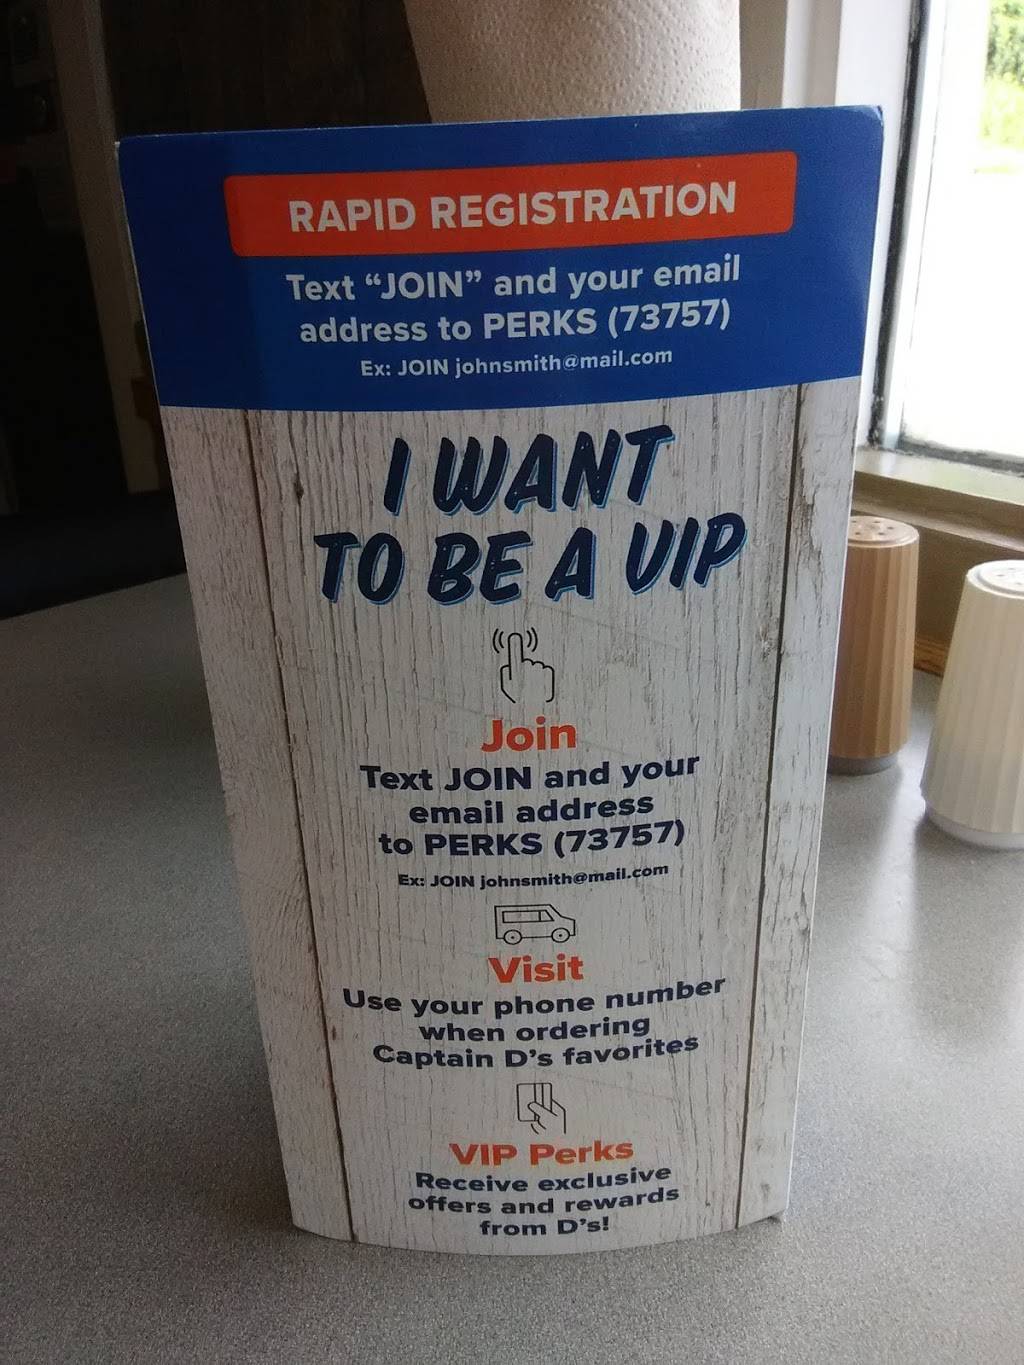 RAPID REGISTRATION
Text “JOIN” and your email
address to PERKS (73757)
Ex: JOIN johnsmith@mail.com
I WANT
TO BE A VIP
Join
Text JOIN and your
email address
to PERKS (73757)
Ex: JOIN johnsmith@mail.com
Visit
Use your phone number
when ordering
Captain D's favorites
VIP Perks
Receive exclusive
offers and rewards
from D's!